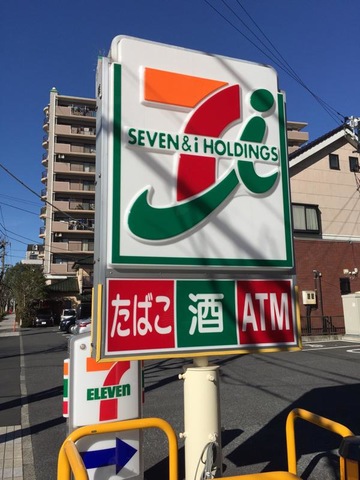 SEVEN&i HOLDINGS
たばこ 酒 ATM
ELEVEN